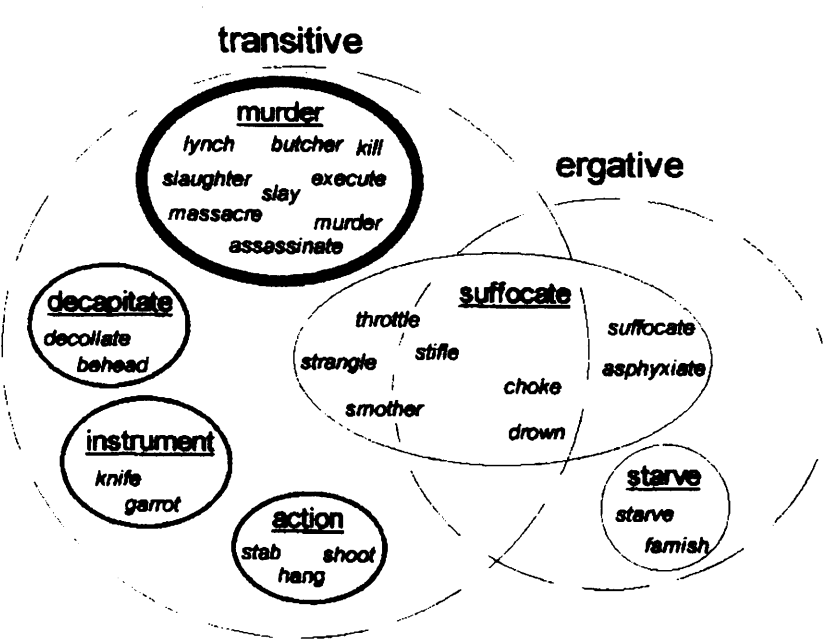 transitive
ergative
murder
lynch butcher kill
slaughter slay execute
massacre murder
assassinate
decapitate
decollate
behead
instrument
knife
garrot
action
stab shoot
hang
suffocate
throttle
strangle stifle
smother
choke
drown
suffocate
asphyxiate
starve
starve
famish